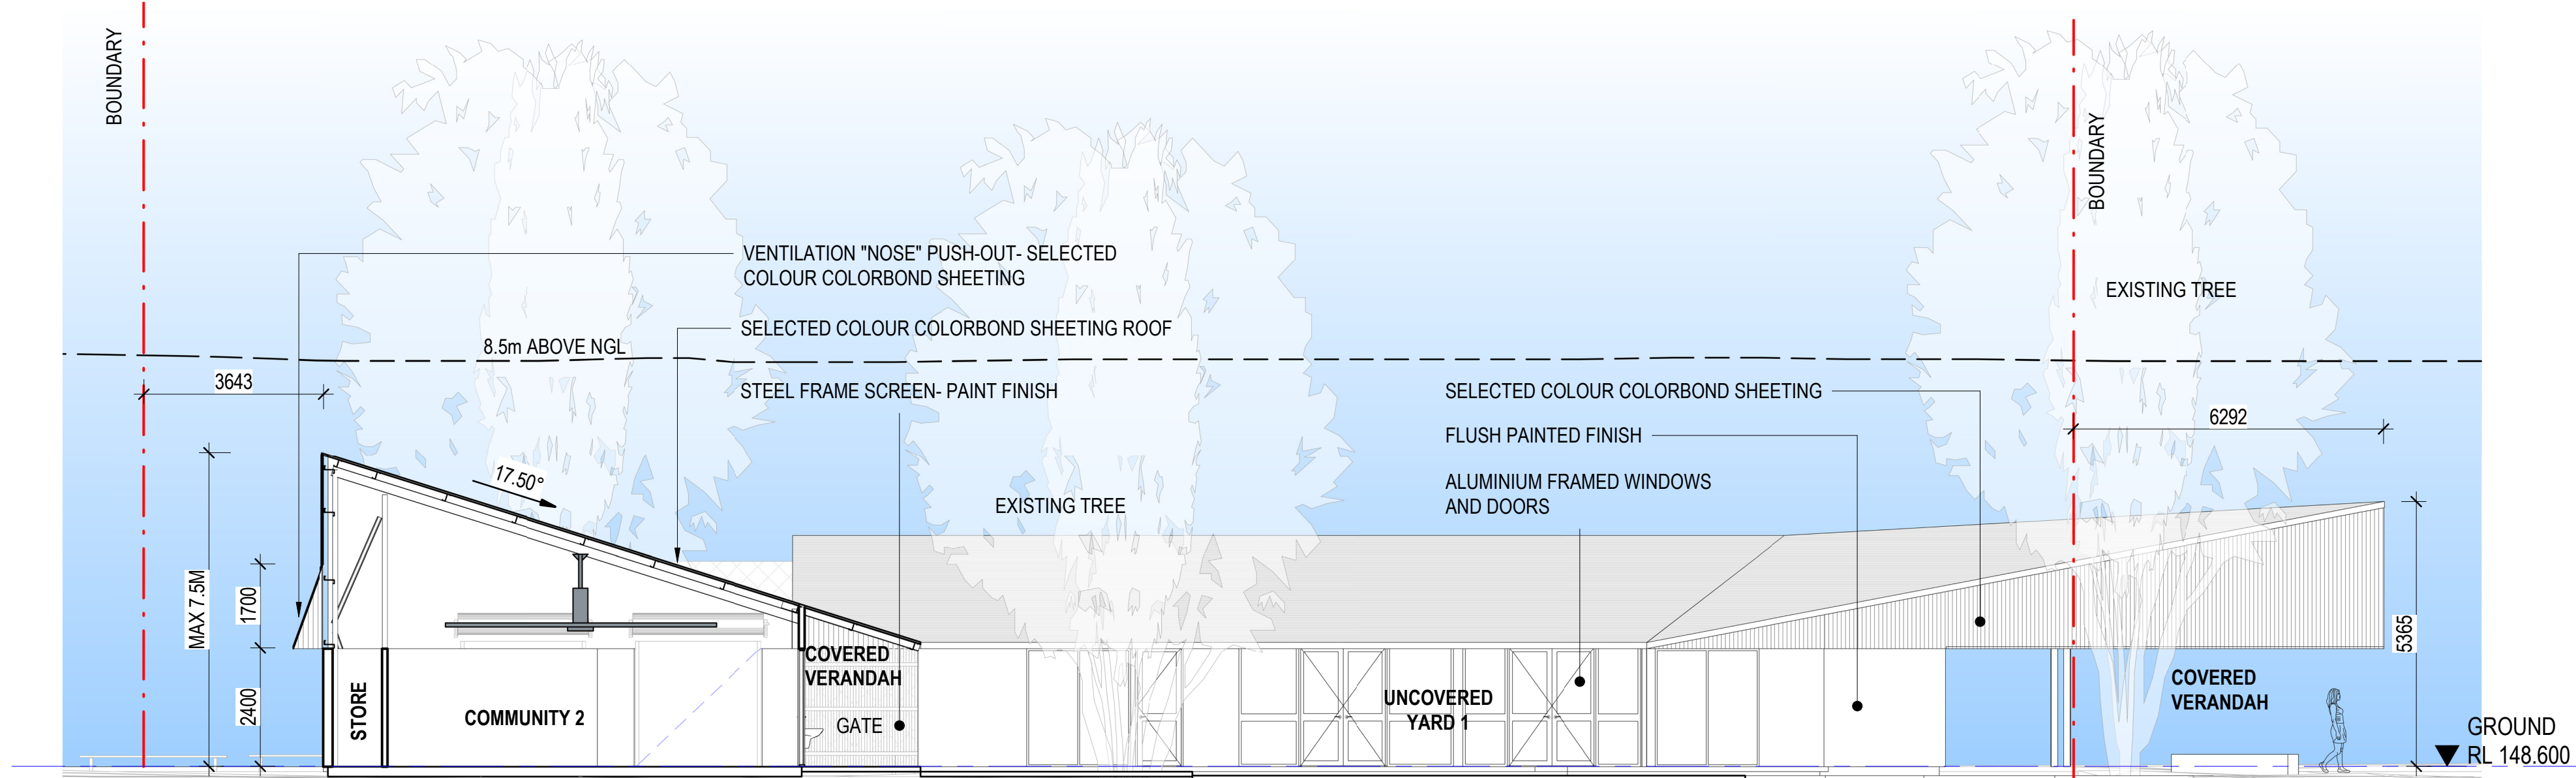 BOUNDARY
BOUNDARY
VENTILATION "NOSE" PUSH-OUT- SELECTED
COLOUR COLORBOND SHEETING
EXISTING TREE
SELECTED COLOUR COLORBOND SHEETING ROOF
8.5m ABOVE NGL
3643
STEEL FRAME SCREEN- PAINT FINISH
SELECTED COLOUR COLORBOND SHEETING
6292
FLUSH PAINTED FINISH
17.50°
ALUMINIUM FRAMED WINDOWS
AND DOORS
EXISTING TREE
MAX 7.5M
1700
2400
5365
COVERED
VERANDAH
STORE
COMMUNITY 2
GATE
UNCOVERED
YARD 1
COVERED
VERANDAH
GROUND
RL 148.600